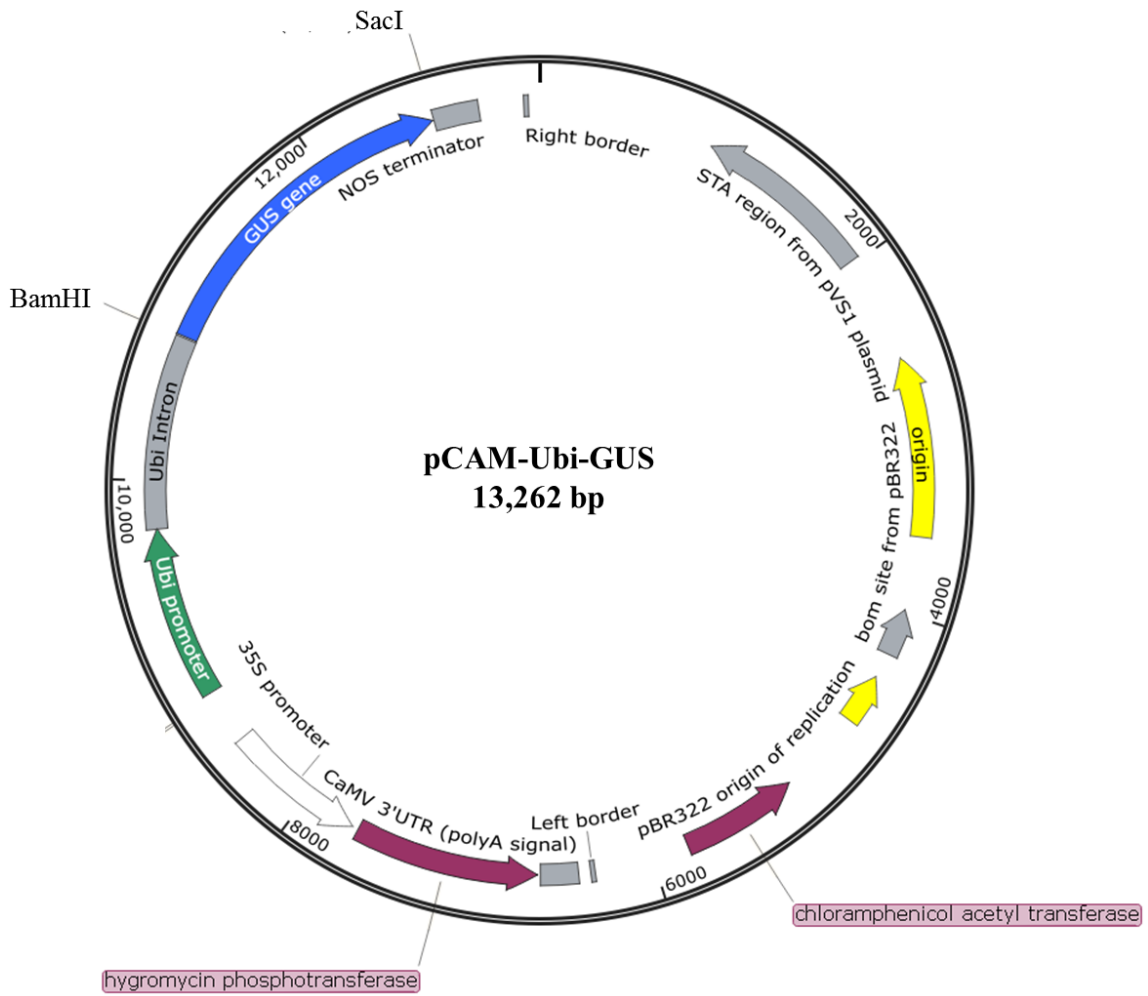 SacI
BamHI
Right border
NOS terminator
GUS gene
12,000
2000
STA region from pVS1 plasmid
origin
bom site from pBR322
4000
Ubi Intron
10,000
pCAM-Ubi-GUS
13,262 bp
Ubi promoter
35S promoter
CaMV 3'UTR (polyA signal)
8000
Left border
pBR322 origin of replication
6000
chloramphenicol acetyl transferase
hygromycin phosphotransferase